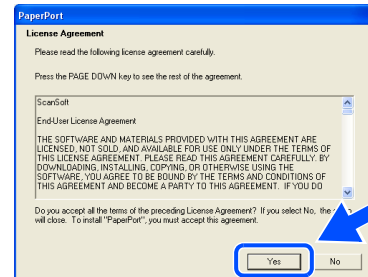 PaperPort
License Agreement
Please read the following license agreement carefully.
Press the PAGE DOWN key to see the rest of the agreement.
ScanSoft
End-User License Agreement
THE SOFTWARE AND MATERIALS PROVIDED WITH THIS AGREEMENT ARE
LICENSED, NOT SOLD, AND AVAILABLE FOR USE ONLY UNDER THE TERMS OF
THIS LICENSE AGREEMENT. PLEASE READ THIS AGREEMENT CAREFULLY. BY
DOWNLOADING, INSTALLING, COPYING, OR OTHERWISE USING THE
SOFTWARE, YOU AGREE TO BE BOUND BY THE TERMS AND CONDITIONS OF
THIS AGREEMENT AND BECOME A PARTY TO THIS AGREEMENT. IF YOU DO
Do you accept all the terms of the preceding License Agreement? If you select No, the
will close. To install "PaperPort", you must accept this agreement.
Yes
No